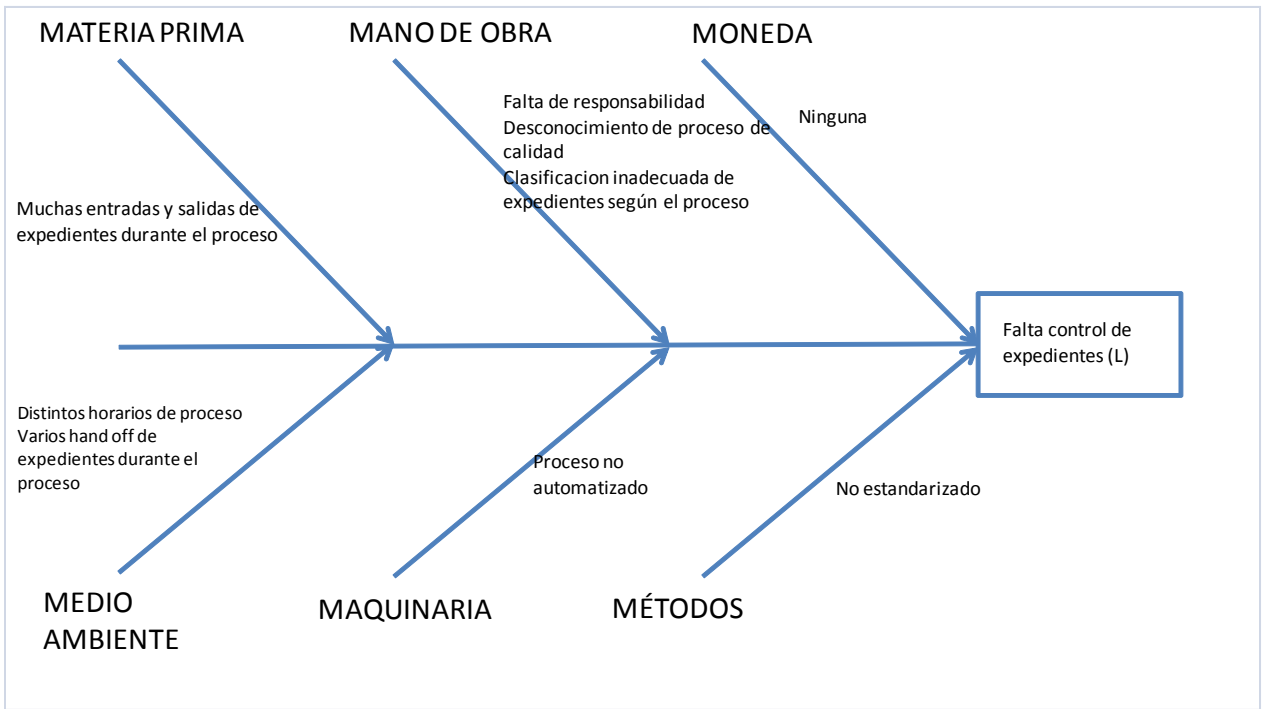 MATERIA PRIMA
MANO DE OBRA
MONEDA
Falta de responsabilidad
Desconocimiento de proceso de
calidad
Clasificacion inadecuada de
expedientes según el proceso
Ninguna
Muchas entradas y salidas de
expedientes durante el proceso
Falta control de
expedientes (L)
Distintos horarios de proceso
Varios hand off de
expedientes durante el
proceso
Proceso no
automatizado
No estandarizado
MEDIO
AMBIENTE
MAQUINARIA
MÉTODOS